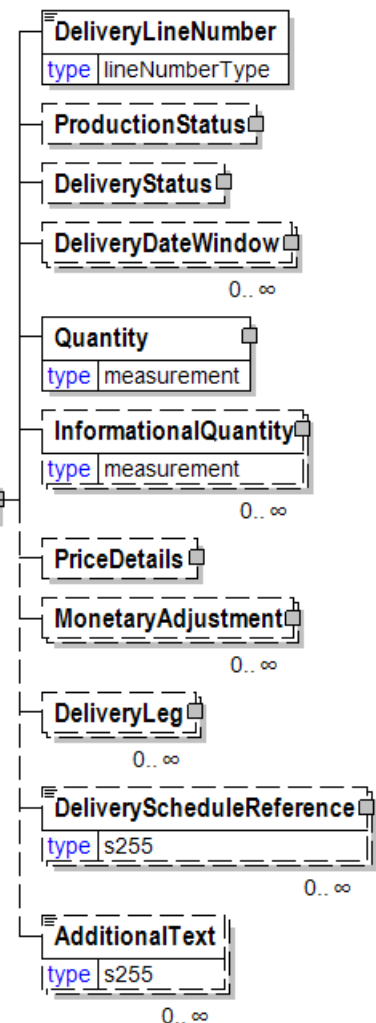 DeliveryLineNumber
type lineNumberType
ProductionStatus
DeliveryStatus
DeliveryDateWindow
0.. ∞
Quantity
type measurement
InformationalQuantity
type measurement
0.. ∞
PriceDetails
MonetaryAdjustment
0.. ∞
DeliveryLeg
0.. ∞
DeliveryScheduleReference
type s255
0.. ∞
AdditionalText
type s255
0.. ∞